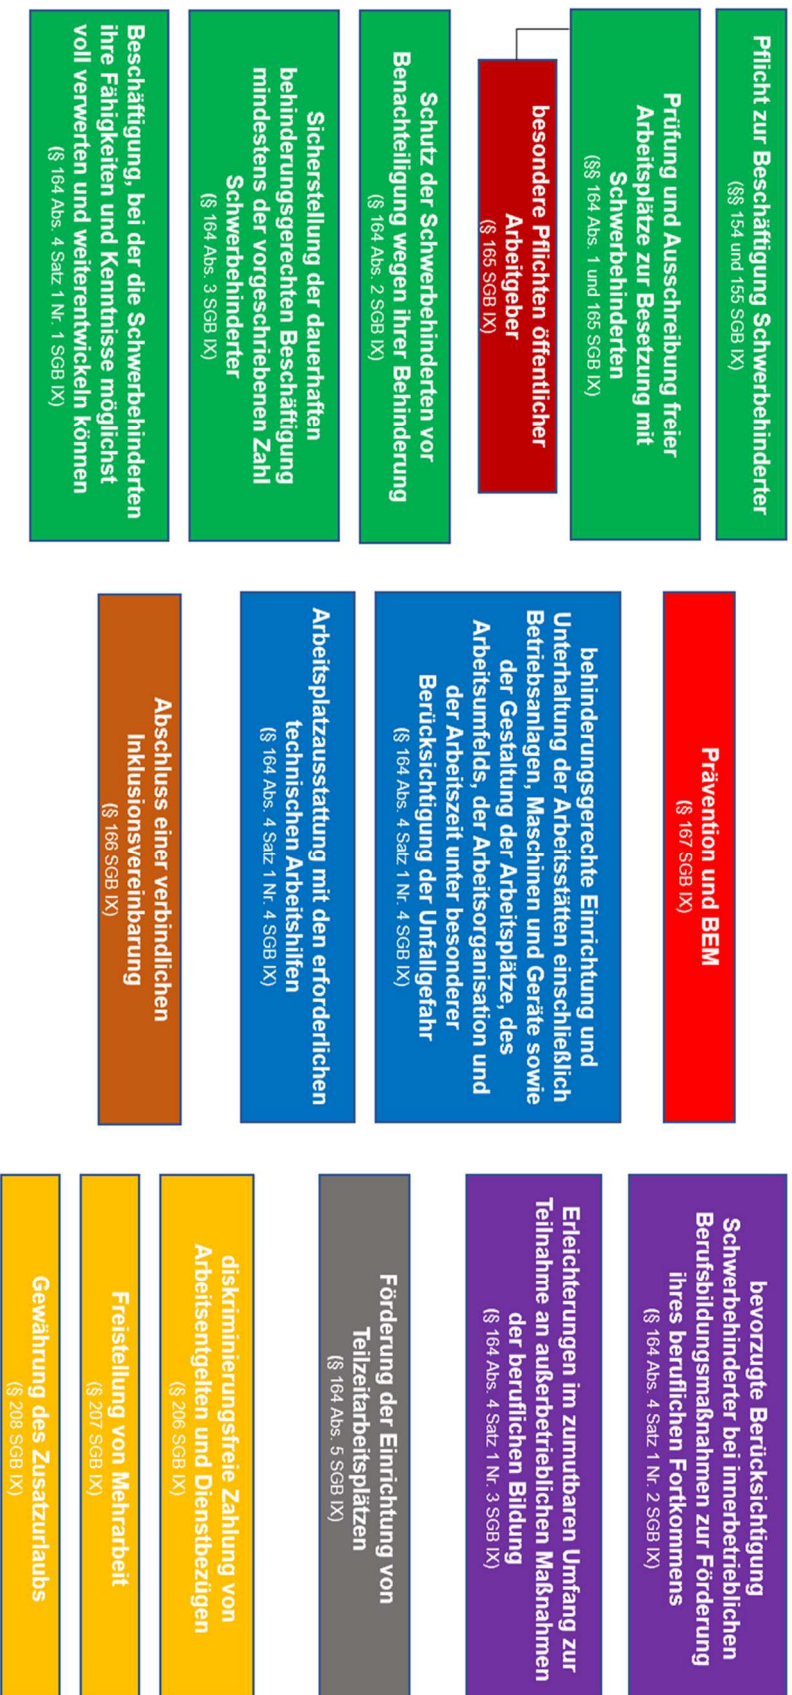 Pflicht zur Beschäftigung Schwerbehinderter
(§§ 154 und 155 SGB IX)
Prüfung und Ausschreibung freier
Arbeitsplätze zur Besetzung mit
Schwerbehinderten
(§§ 164 Abs. 1 und 165 SGB IX)
besondere Pflichten öffentlicher
Arbeitgeber
(§ 165 SGB IX)
Schutz der Schwerbehinderten vor
Benachteiligung wegen ihrer Behinderung
(§ 164 Abs. 2 SGB IX)
Sicherstellung der dauerhaften
behinderungsgerechten Beschäftigung
mindestens der vorgeschriebenen Zahl
Schwerbehinderter
(§ 164 Abs. 3 SGB IX)
Beschäftigung, bei der die Schwerbehinderten
ihre Fähigkeiten und Kenntnisse möglichst
voll verwerten und weiterentwickeln können
(§ 164 Abs. 4 Satz 1 Nr. 1 SGB IX)
Prävention und BEM
(§ 167 SGB IX)
behinderungsgerechte Einrichtung und
Unterhaltung der Arbeitsstätten einschließlich
Betriebsanlagen, Maschinen und Geräte sowie
der Gestaltung der Arbeitsplätze, des
Arbeitsumfelds, der Arbeitsorganisation und
der Arbeitszeit unter besonderer
Berücksichtigung der Unfallgefahr
(§ 164 Abs. 4 Satz 1 Nr. 4 SGB IX)
Arbeitsplatzausstattung mit den erforderlichen
technischen Arbeitshilfen
(§ 164 Abs. 4 Satz 1 Nr. 4 SGB IX)
Abschluss einer verbindlichen
Inklusionsvereinbarung
(§ 166 SGB IX)
bevorzugte Berücksichtigung
Schwerbehinderter bei innerbetrieblichen
Berufsbildungsmaßnahmen zur Förderung
ihres beruflichen Fortkommens
(§ 164 Abs. 4 Satz 1 Nr. 2 SGB IX)
Erleichterungen im zumutbaren Umfang zur
Teilnahme an außerbetrieblichen Maßnahmen
der beruflichen Bildung
(§ 164 Abs. 4 Satz 1 Nr. 3 SGB IX)
Förderung der Einrichtung von
Teilzeitarbeitsplätzen
(§ 164 Abs. 5 SGB IX)
diskriminierungsfreie Zahlung von
Arbeitsentgelten und Dienstbezügen
(§ 206 SGB IX)
Freistellung von Mehrarbeit
(§ 207 SGB IX)
Gewährung des Zusatzurlaubs
(§ 208 SGB IX)